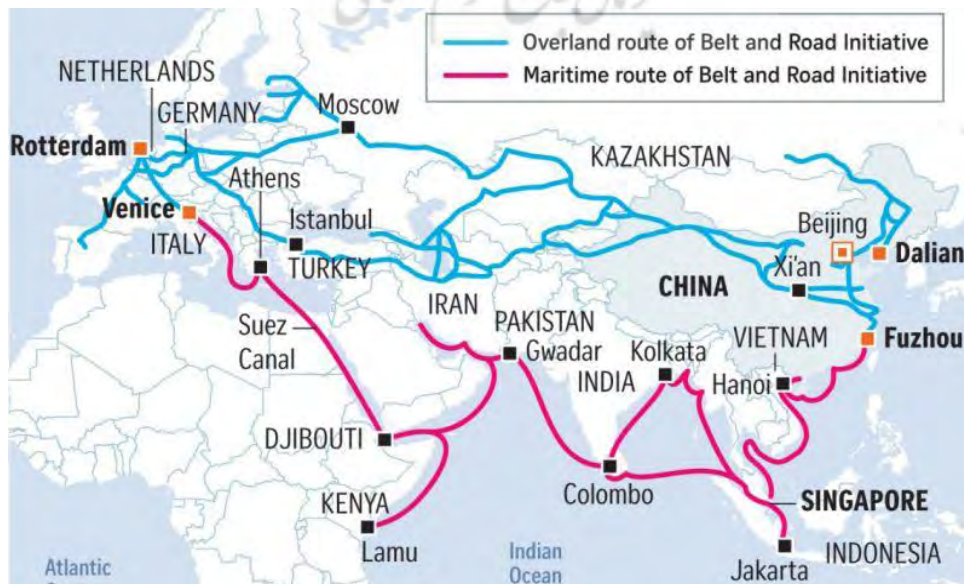 Overland route of Belt and Road Initiative
Maritime route of Belt and Road Initiative
NETHERLANDS
GERMANY
Moscow
Rotterdam
KAZAKHSTAN
Athens
Venice
Istanbul
Beijing
ITALY
TURKEY
Xi'an
Dalian
CHINA
IRAN
Suez
Canal
PAKISTAN
Gwadar
Kolkata
INDIA
VIETNAM
Hanoi
Fuzhou
DJIBOUTI
Colombo
SINGAPORE
KENYA
Lamu
Jakarta
INDONESIA
Atlantic
Indian
Ocean